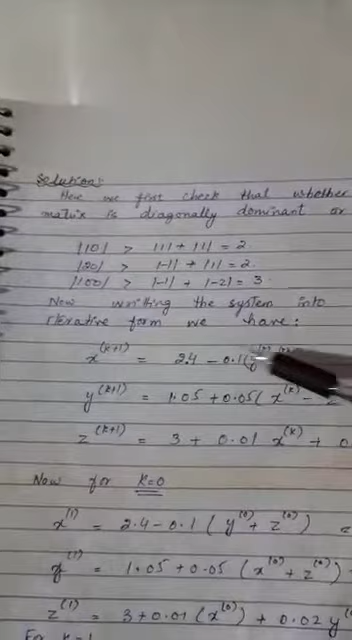 Solution:
Here we first check that whether
matrix is diagonally dominant or
|10| > |1| + |1| = 2
|20| > |-1| + |1| = 2
|100| > |-1| + |-2| = 3
Now writing the system into
iterative form we have:
x^(k+1) = 2.4 - 0.1(y
y^(k+1) = 1.05 + 0.05 ( x^(k) -
z^(k+1) = 3 + 0.01 x^(k) + 0.
Now for k=0
x^(1) = 2.4 - 0.1 ( y^(0) + z^(0) ) =
y^(1) = 1.05 + 0.05 ( x^(0) + z^(0) )
z^(1) = 3 + 0.01 (x^(0)) + 0.02 y^(0)
For k=1